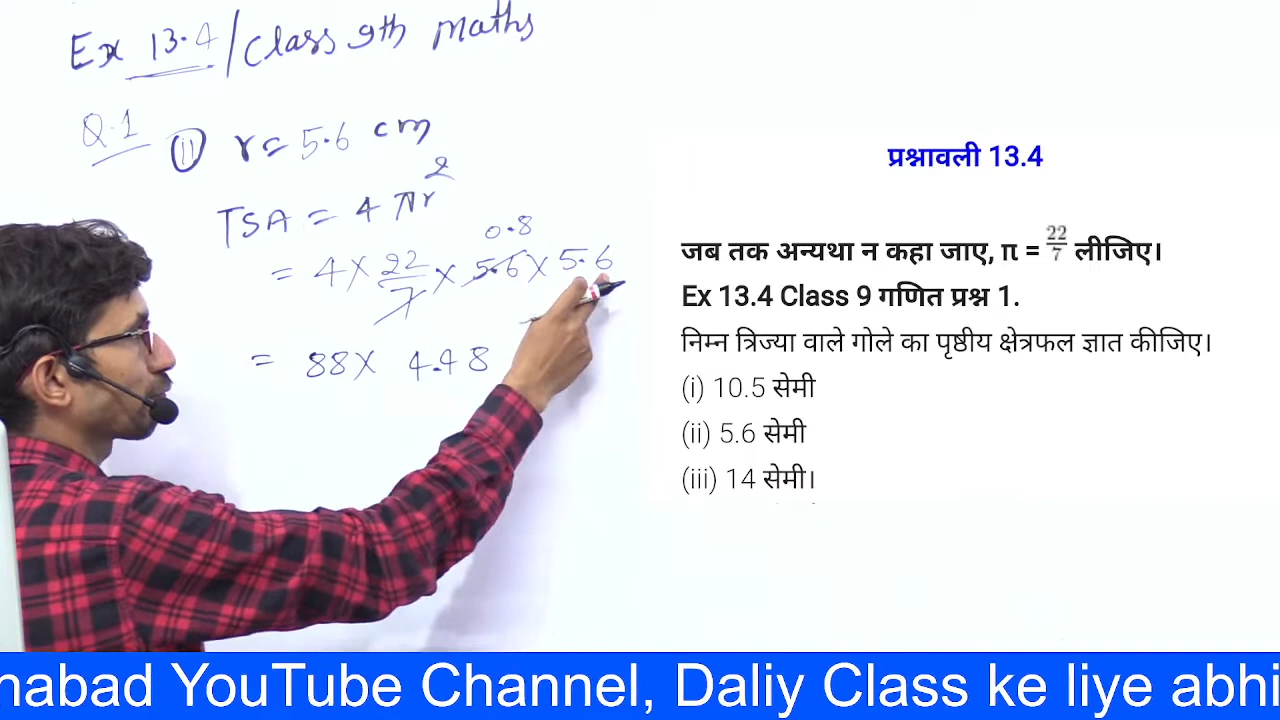 Ex 13.4/Class 9th Maths
Q.1 (ii) r = 5.6 cm
TSA = 4 πr²
0.8
= 4 × 22/7 × 5.6 × 5.6
= 88 × 4.48
प्रश्नावली 13.4
जब तक अन्यथा न कहा जाए, π = 22/7 लीजिए।
Ex 13.4 Class 9 गणित प्रश्न 1.
निम्न त्रिज्या वाले गोले का पृष्ठीय क्षेत्रफल ज्ञात कीजिए।
(i) 10.5 सेमी
(ii) 5.6 सेमी
(iii) 14 सेमी।
nabad YouTube Channel, Daliy Class ke liye abhi